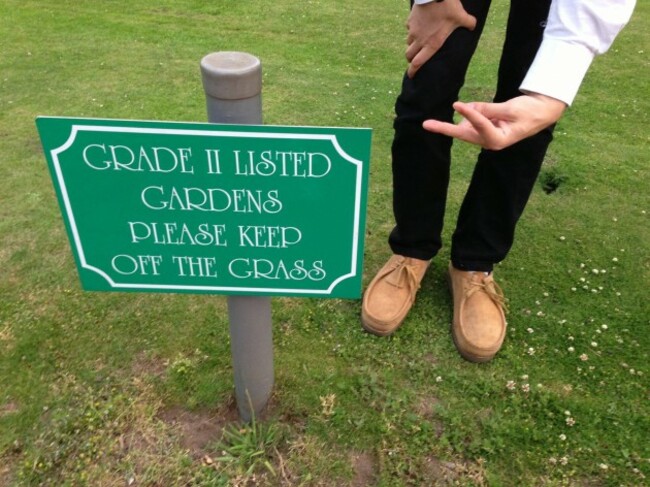 GRADE II LISTED
GARDENS
PLEASE KEEP
OFF THE GRASS